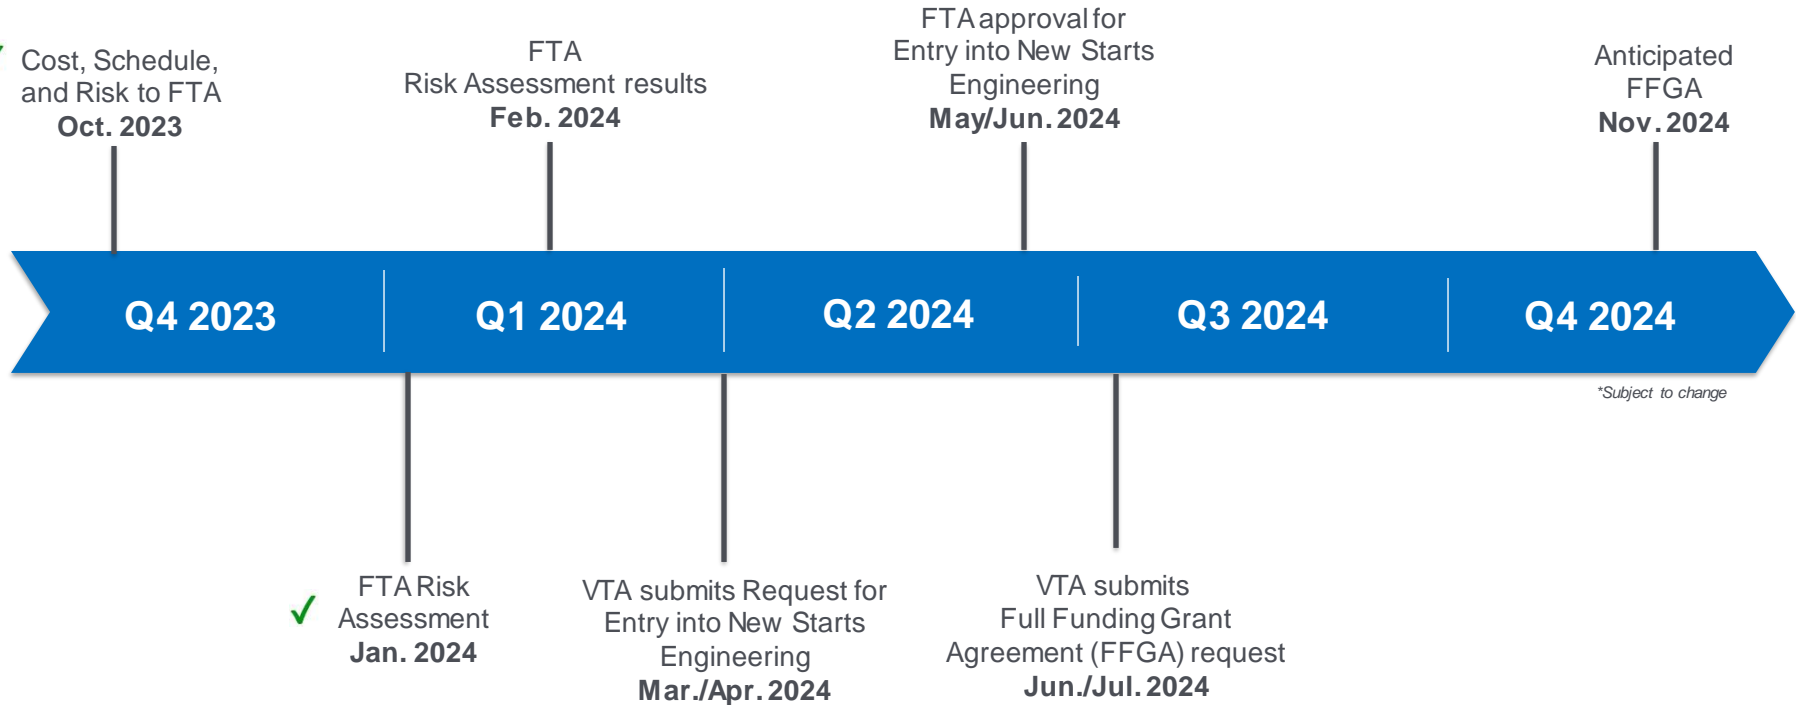 Cost, Schedule,
and Risk to FTA
Oct. 2023
FTA
Risk Assessment results
Feb. 2024
FTA approval for
Entry into New Starts
Engineering
May/Jun. 2024
Anticipated
FFGA
Nov. 2024
Q4 2023
Q1 2024
Q2 2024
Q3 2024
Q4 2024
*Subject to change
FTA Risk
Assessment
Jan. 2024
VTA submits Request for
Entry into New Starts
Engineering
Mar./Apr. 2024
VTA submits
Full Funding Grant
Agreement (FFGA) request
Jun./Jul. 2024